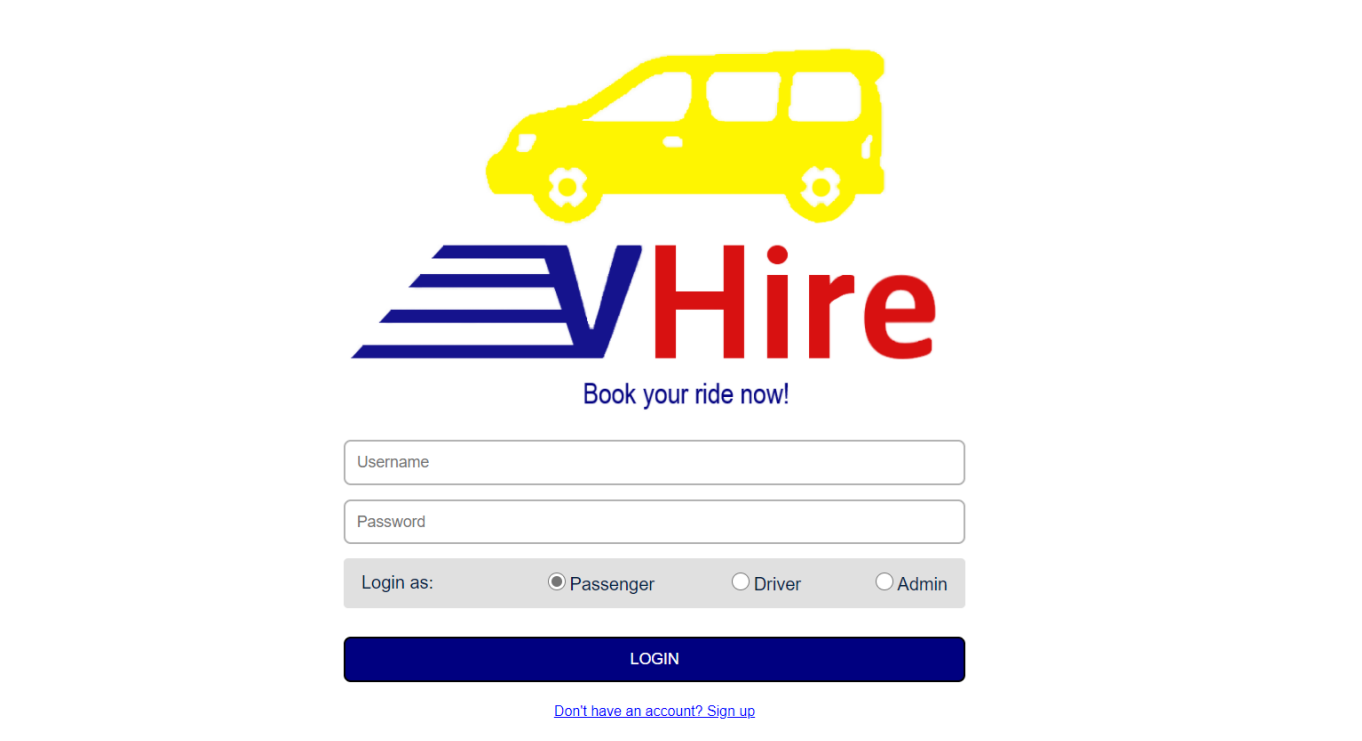 VHire
Book your ride now!
Username
Password
Login as: Passenger Driver Admin
LOGIN
Don't have an account? Sign up